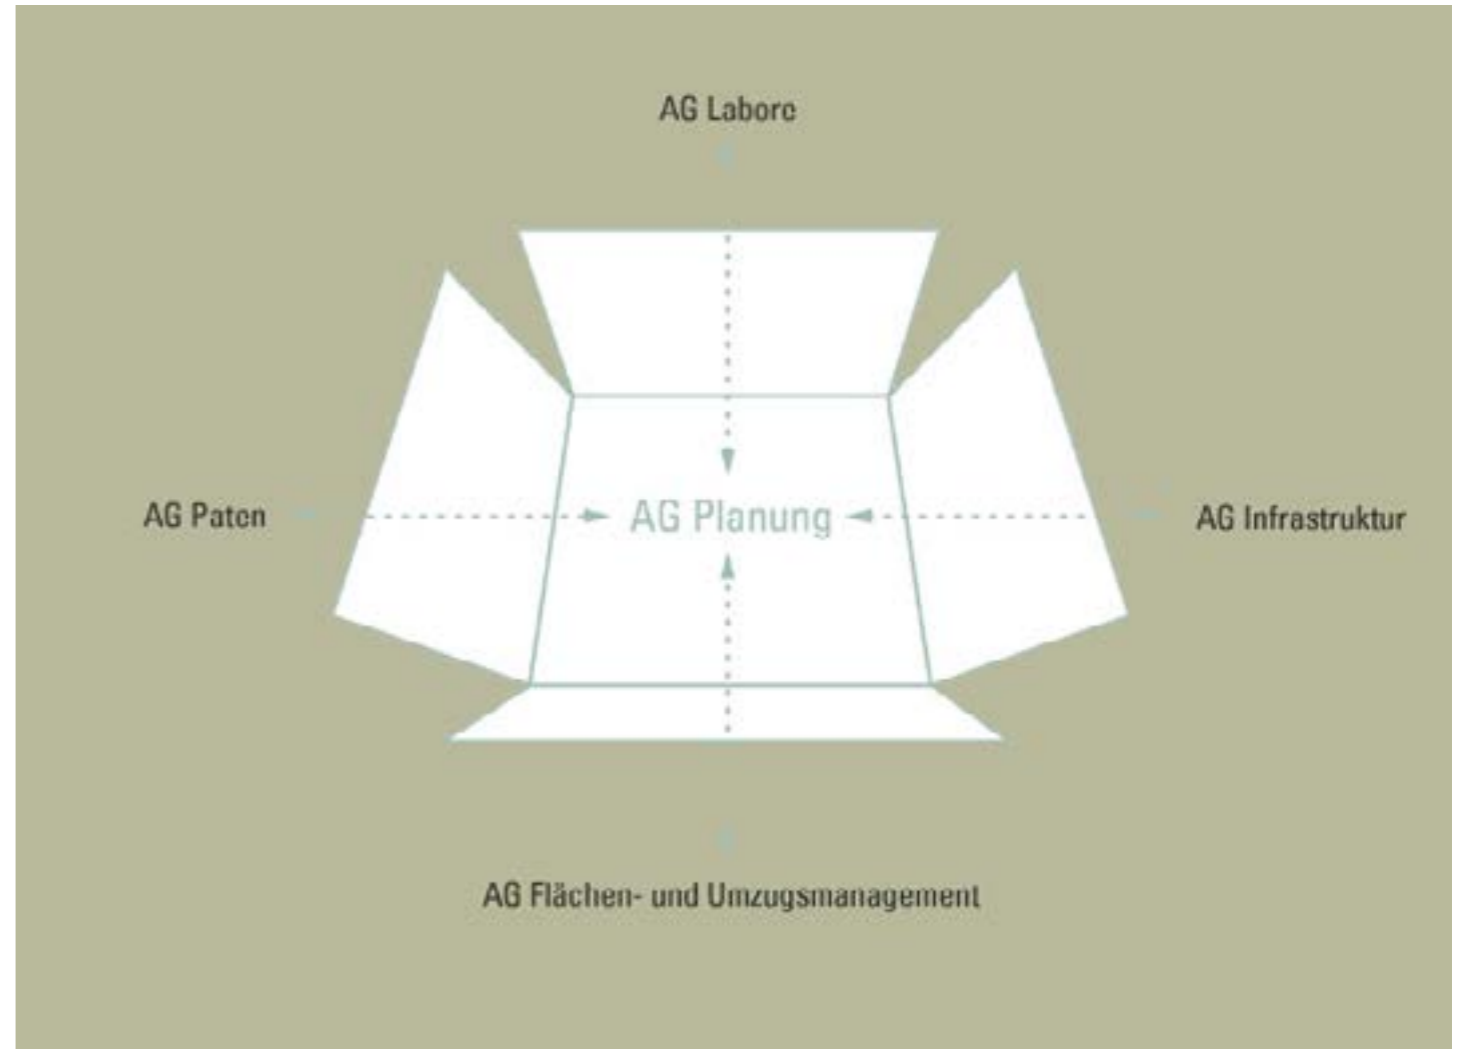 AG Labore
AG Paten
AG Planung
AG Infrastruktur
AG Flächen- und Umzugsmanagement